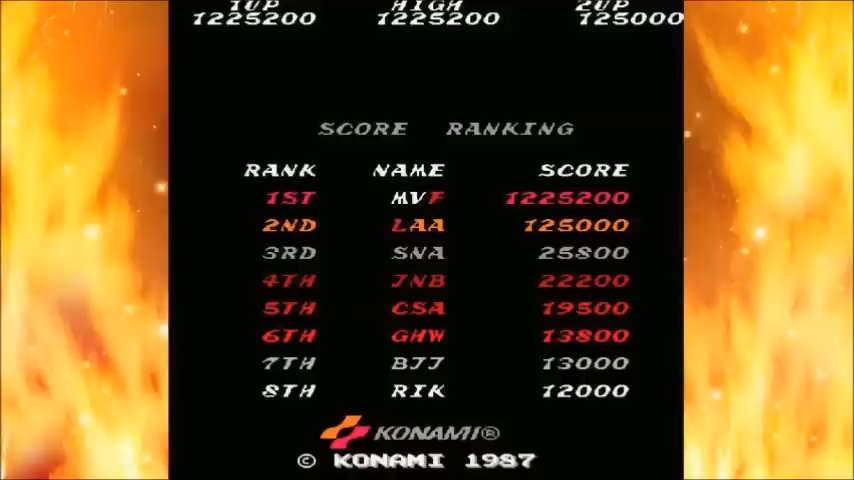 1UP HIGH 2UP
1225200 1225200 125000
SCORE RANKING
RANK NAME SCORE
1ST MVF 1225200
2ND LAA 125000
3RD SNA 25800
4TH JNB 22200
5TH CSA 19500
6TH GHW 13800
7TH BJJ 13000
8TH RIK 12000
KONAMI®
© KONAMI 1987